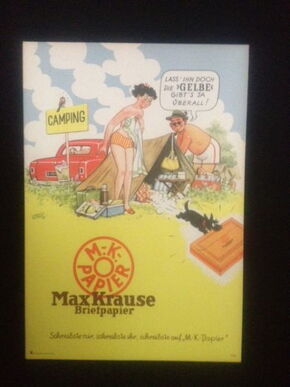 LASS' IHN DOCH
DIE >GELBE<
GIBT'S JA
ÜBERALL!
CAMPING
M.-K.-
PAPIER
Max Krause
Briefpapier
Schreibste mir, schreibste ihr, schreibste auf „M.-K.-Papier"